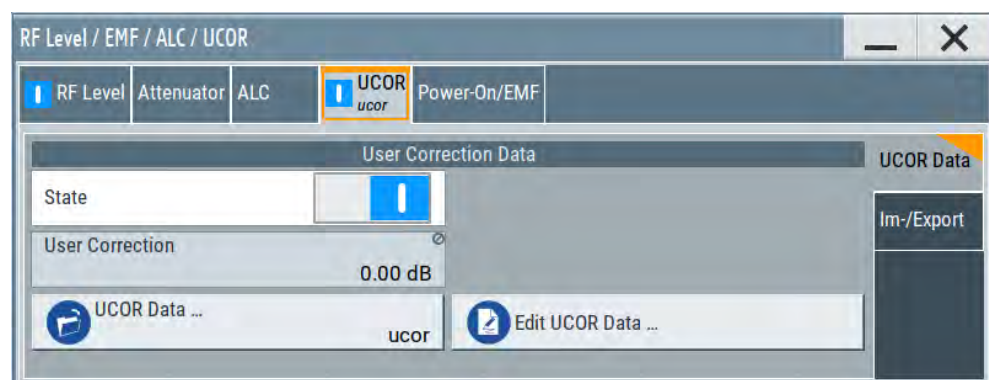 RF Level / EMF / ALC / UCOR
RF Level Attenuator ALC UCOR Power-On/EMF
ucor
User Correction Data
UCOR Data
State
Im-/Export
User Correction
0.00 dB
UCOR Data ...
ucor
Edit UCOR Data ...